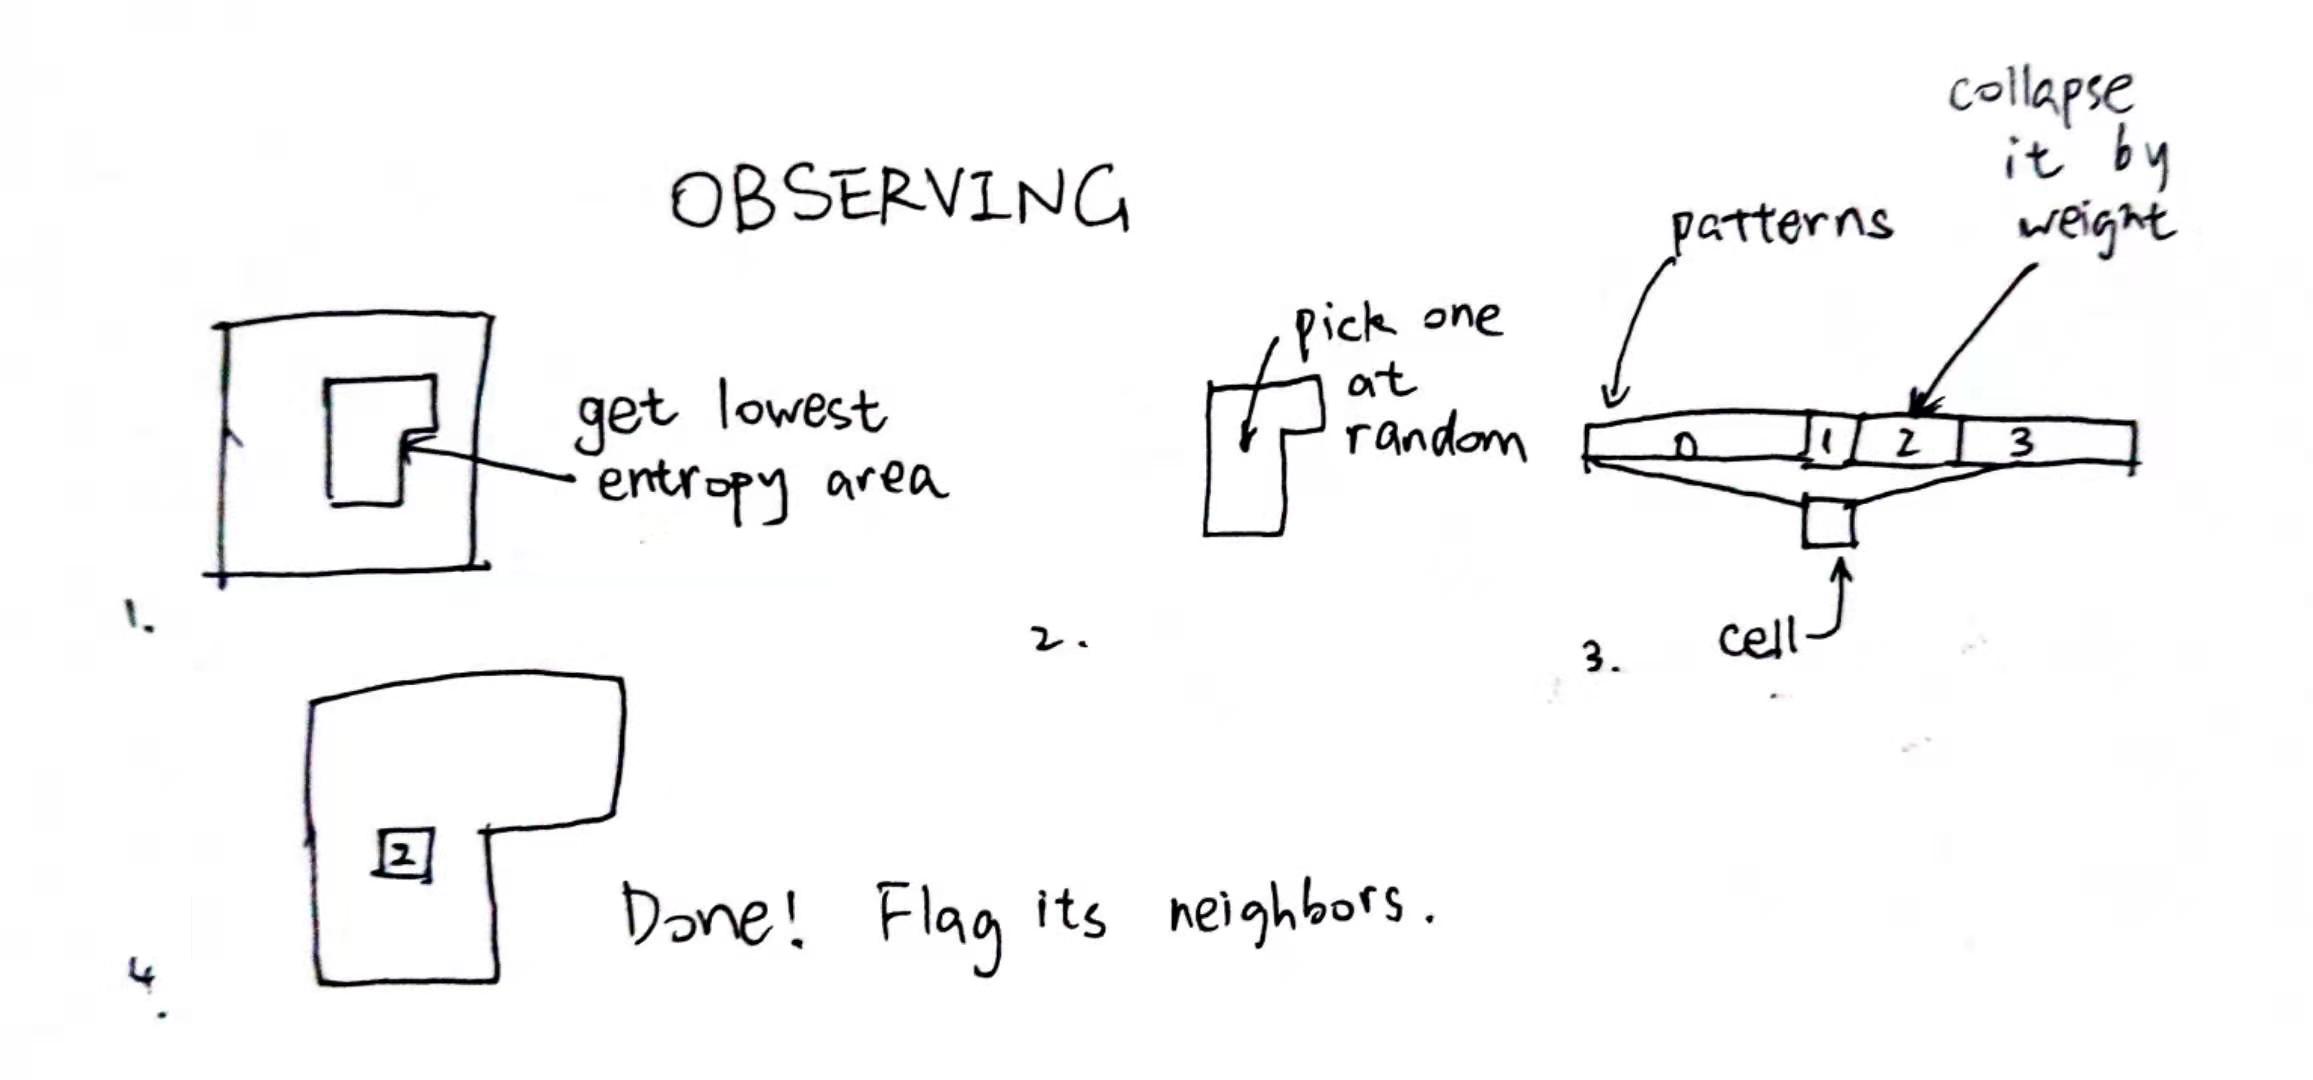 OBSERVING
get lowest
entropy area
1.
pick one
at
random
2.
patterns
collapse
it by
weight
0 1 2 3
cell
3.
2
Done! Flag its neighbors.
4.